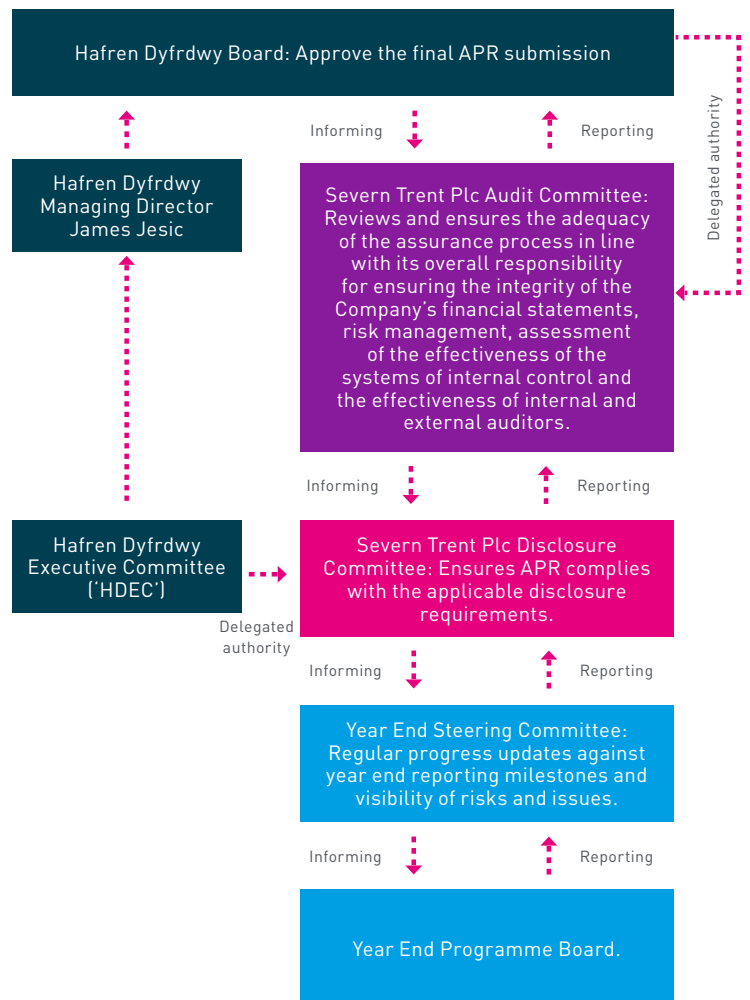 Hafren Dyfrdwy Board: Approve the final APR submission
Delegated authority
Informing
Reporting
Hafren Dyfrdwy
Managing Director
James Jesic
Severn Trent Plc Audit Committee:
Reviews and ensures the adequacy
of the assurance process in line
with its overall responsibility
for ensuring the integrity of the
Company’s financial statements,
risk management, assessment
of the effectiveness of the
systems of internal control and
the effectiveness of internal and
external auditors.
Informing
Reporting
Hafren Dyfrdwy
Executive Committee
(‘HDEC’)
Delegated
authority
Severn Trent Plc Disclosure
Committee: Ensures APR complies
with the applicable disclosure
requirements.
Informing
Reporting
Year End Steering Committee:
Regular progress updates against
year end reporting milestones and
visibility of risks and issues.
Informing
Reporting
Year End Programme Board.